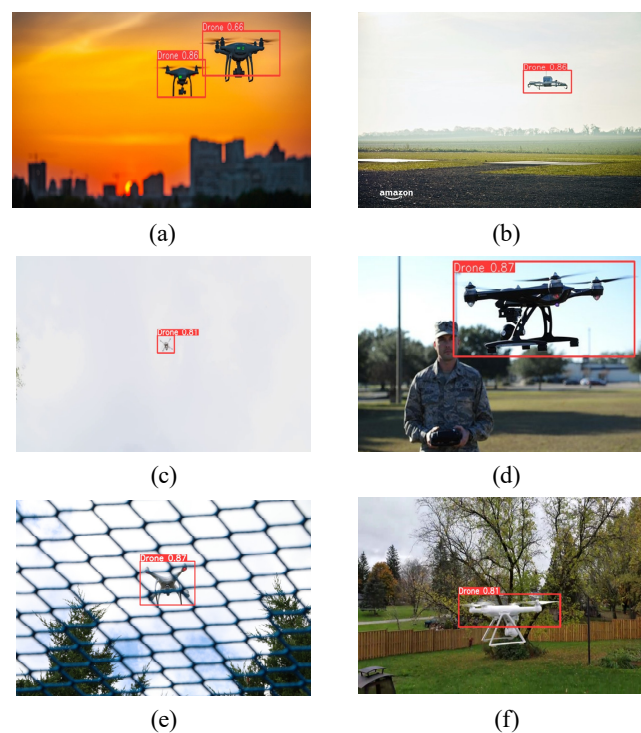 Drone 0.66
Drone 0.86
Drone 0.86
amazon
(a)
(b)
Drone 0.81
Drone 0.87
(c)
(d)
Drone 0.87
Drone 0.81
(e)
(f)